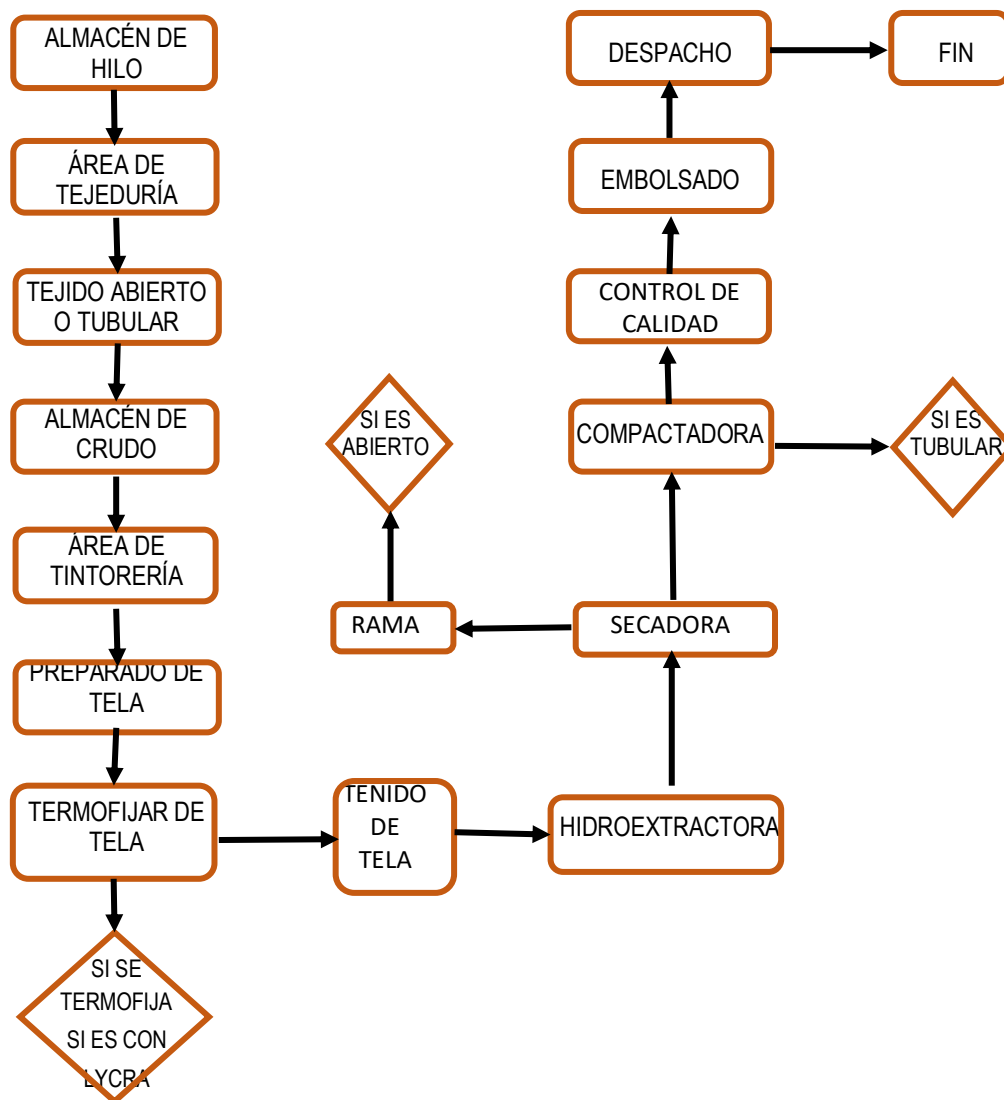 ALMACÉN DE
HILO
ÁREA DE
TEJEDURÍA
TEJIDO ABIERTO
O TUBULAR
ALMACÉN DE
CRUDO
ÁREA DE
TINTORERÍA
PREPARADO DE
TELA
TERMOFIJAR DE
TELA
SI SE
TERMOFIJA
SI ES CON
LYCRA
TENIDO
DE
TELA
HIDROEXTRACTORA
SECADORA
RAMA
SI ES
ABIERTO
COMPACTADORA
SI ES
TUBULAR
CONTROL DE
CALIDAD
EMBOLSADO
DESPACHO
FIN